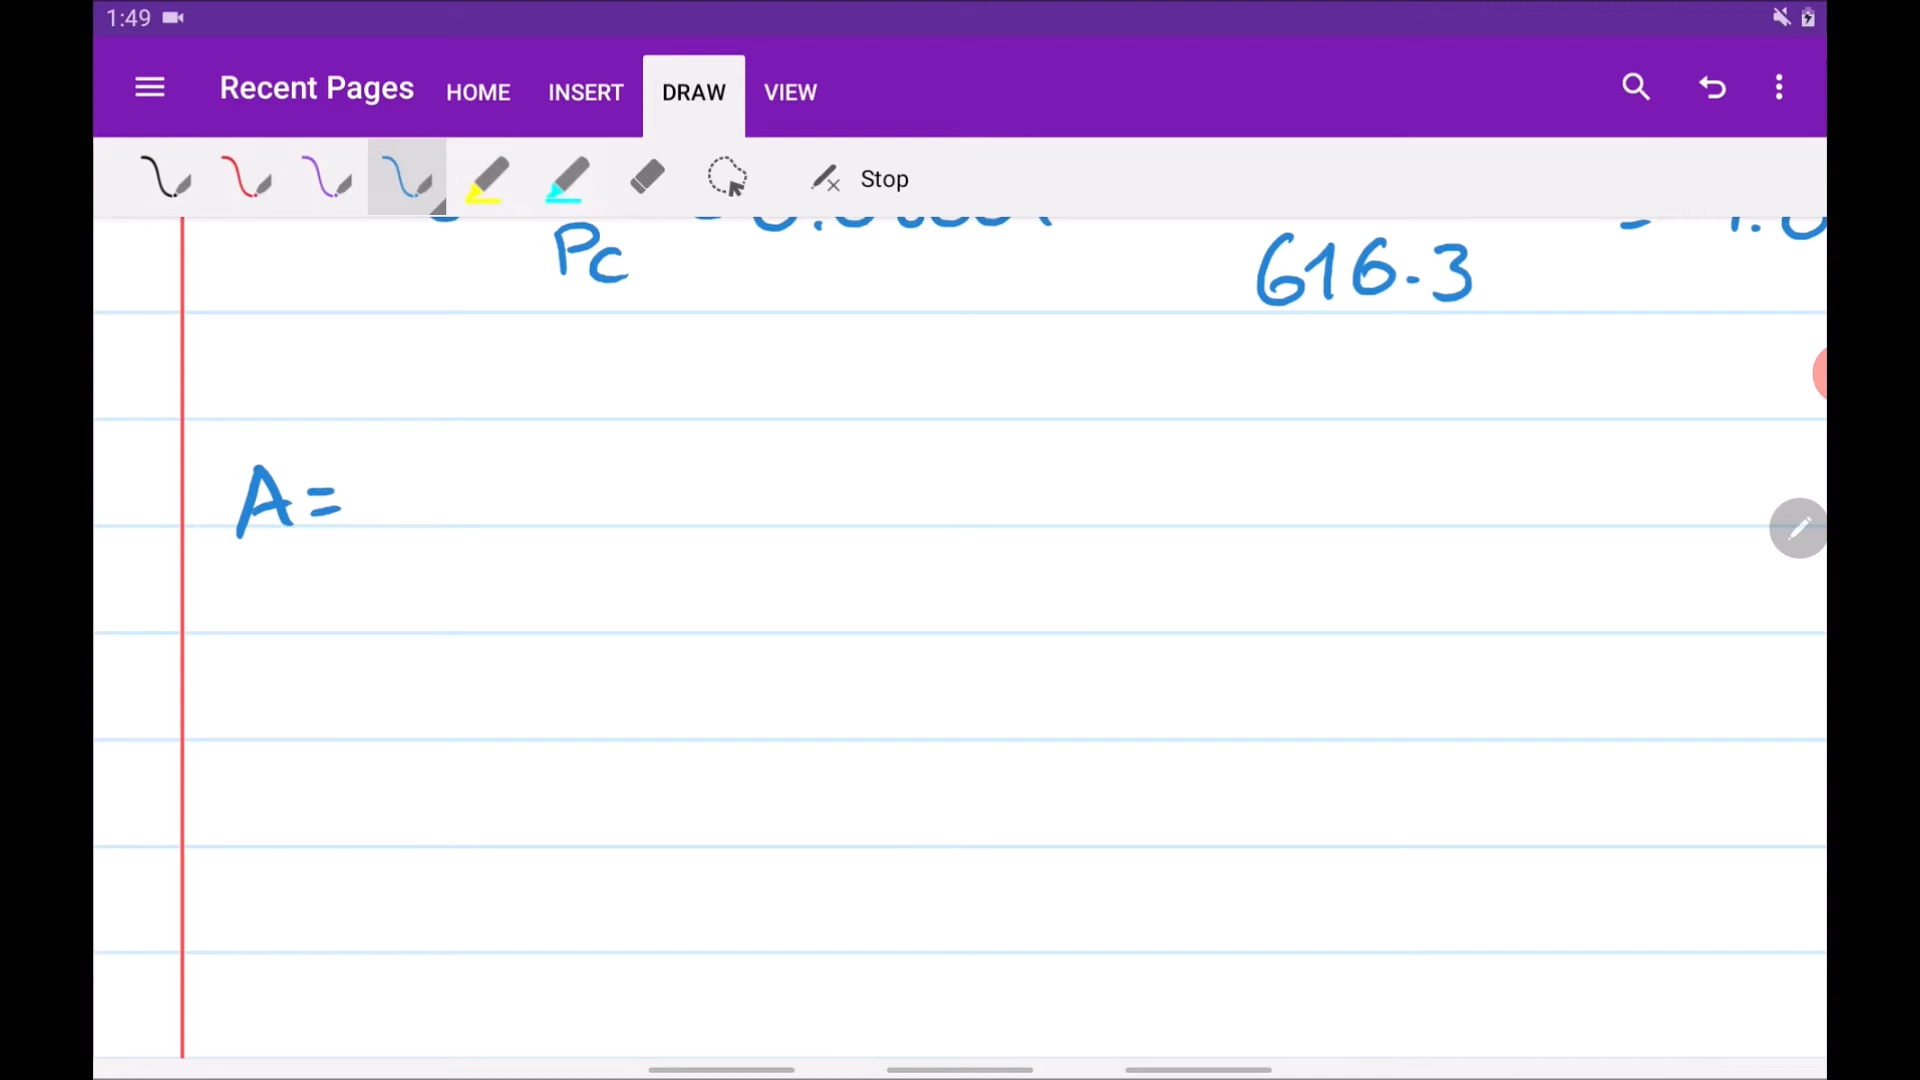 1:49
Recent Pages HOME INSERT DRAW VIEW
Stop
Pc 616.3
A=